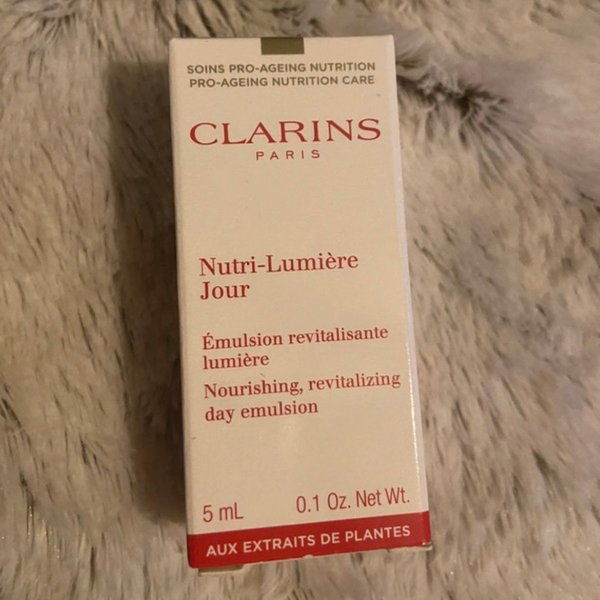 SOINS PRO-AGEING NUTRITION
PRO-AGEING NUTRITION CARE
CLARINS
PARIS
Nutri-Lumière
Jour
Émulsion revitalisante
lumière
Nourishing, revitalizing
day emulsion
5 mL 0.1 Oz. Net Wt.
AUX EXTRAITS DE PLANTES